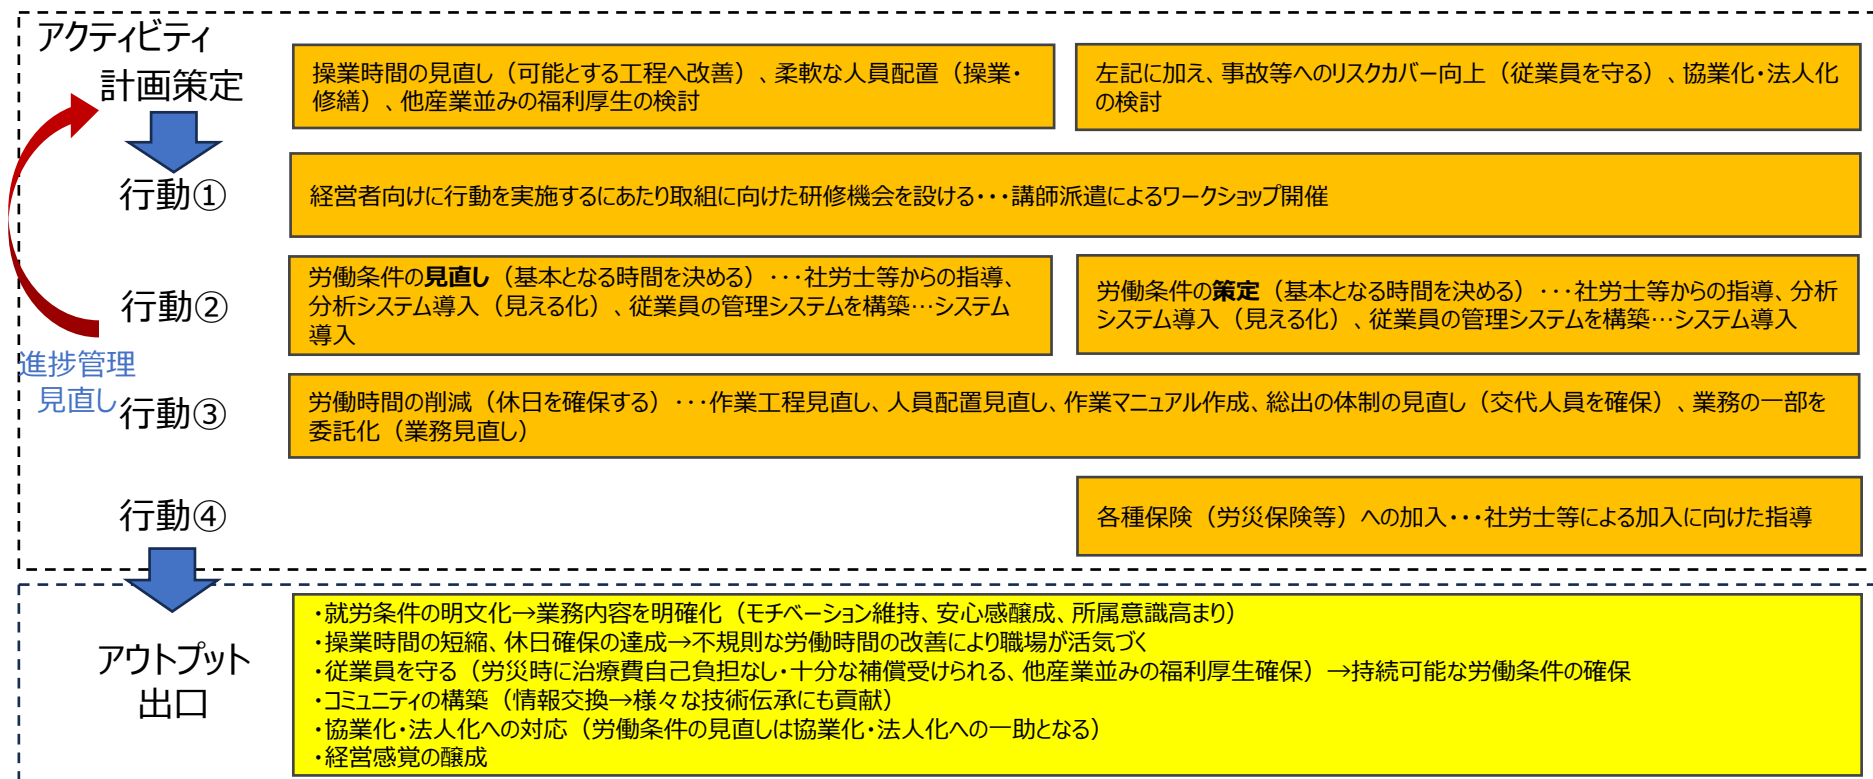 アクティビティ
計画策定
操業時間の見直し（可能とする工程へ改善）、柔軟な人員配置（操業・
修繕）、他産業並みの福利厚生の検討
左記に加え、事故等へのリスクカバー向上（従業員を守る）、協業化・法人化
の検討
行動①
経営者向けに行動を実施するにあたり取組に向けた研修機会を設ける・・・講師派遣によるワークショップ開催
行動②
労働条件の見直し（基本となる時間を決める）・・・社労士等からの指導、
分析システム導入（見える化）、従業員の管理システムを構築…システム
導入
労働条件の策定（基本となる時間を決める）・・・社労士等からの指導、分析
システム導入（見える化）、従業員の管理システムを構築…システム導入
進捗管理
見直し
行動③
労働時間の削減（休日を確保する）・・・作業工程見直し、人員配置見直し、作業マニュアル作成、総出の体制の見直し（交代人員を確保）、業務の一部を
委託化（業務見直し）
行動④
各種保険（労災保険等）への加入・・・社労士等による加入に向けた指導
アウトプット
出口
・就労条件の明文化→業務内容を明確化（モチベーション維持、安心感醸成、所属意識高まり）
・操業時間の短縮、休日確保の達成→不規則な労働時間の改善により職場が活気づく
・従業員を守る（労災時に治療費自己負担なし・十分な補償受けられる、他産業並みの福利厚生確保）→持続可能な労働条件の確保
・コミュニティの構築（情報交換→様々な技術伝承にも貢献）
・協業化・法人化への対応（労働条件の見直しは協業化・法人化への一助となる）
・経営感覚の醸成